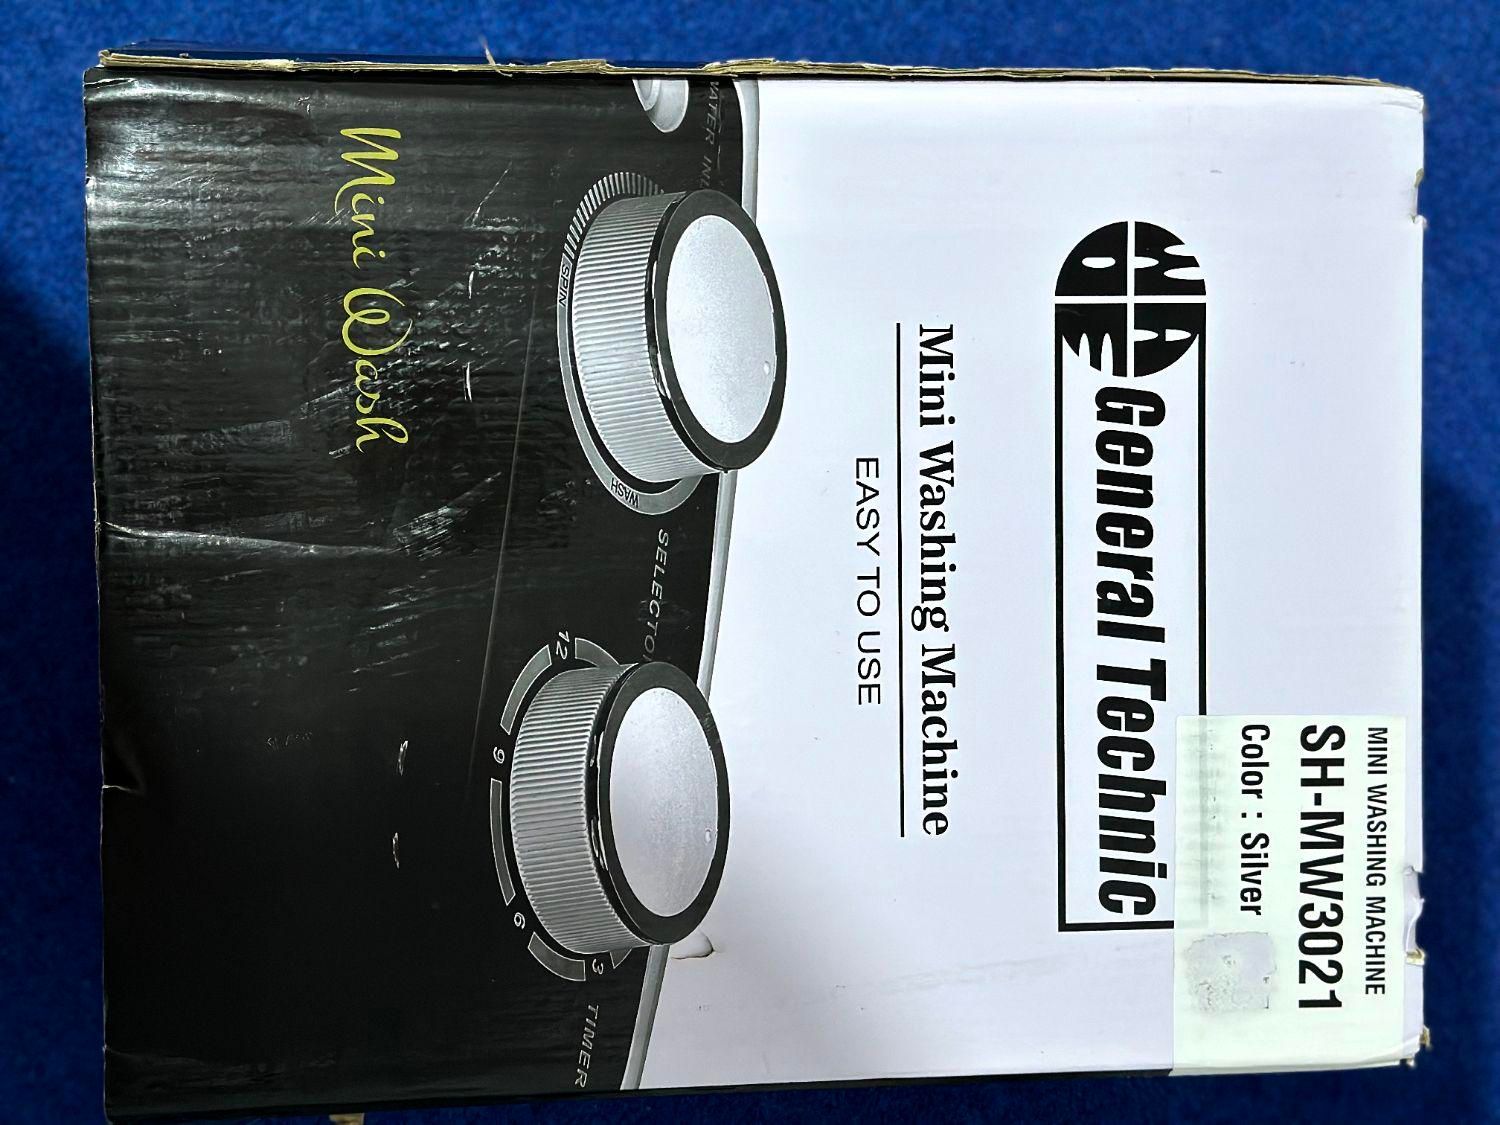 MINI WASHING MACHINE
SH-MW3021
Color : Silver
General Technic
Mini Washing Machine
EASY TO USE
SPIN
WASH
SELECTOR
12
9
6
3
TIMER
Mini Wash